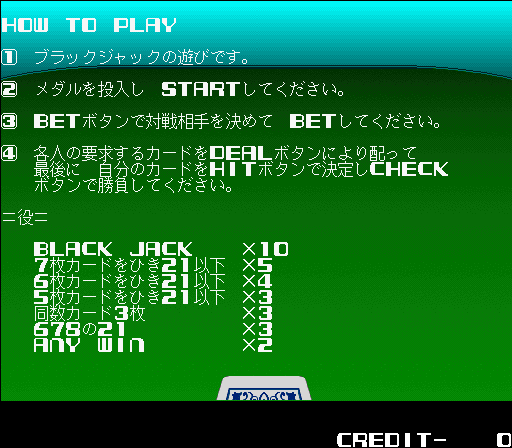 HOW TO PLAY
1 ブラックジャックの遊びです。
2 メダルを投入し STARTしてください。
3 BETボタンで対戦相手を決めて BETしてください。
4 各人の要求するカードをDEALボタンにより配って
最後に 自分のカードをHITボタンで決定しCHECK
ボタンで勝負してください。
=役=
BLACK JACK ×10
7枚カードをひき21以下 ×5
6枚カードをひき21以下 ×4
5枚カードをひき21以下 ×3
同数カード3枚 ×3
678の21 ×3
ANY WIN ×2
CREDIT- 0